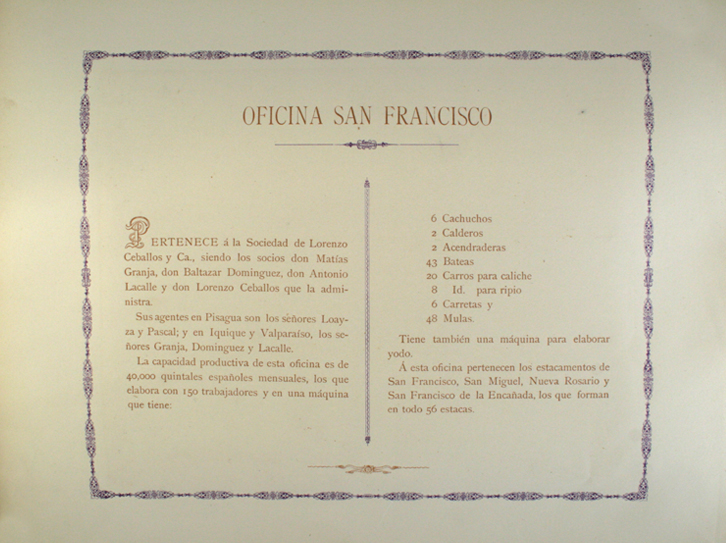 OFICINA SAN FRANCISCO
PERTENECE á la Sociedad de Lorenzo
Ceballos y Ca., siendo los socios don Matías
Granja, don Baltazar Dominguez, don Antonio
Lacalle y don Lorenzo Ceballos que la admi-
nistra.
Sus agentes en Pisagua son los señores Loay-
za y Pascal; y en Iquique y Valparaíso, los se-
ñores Granja, Dominguez y Lacalle.
La capacidad productiva de esta oficina es de
40,000 quintales españoles mensuales, los que
elabora con 150 trabajadores y en una máquina
que tiene:
6 Cachuchos
2 Calderos
2 Acendraderas
43 Bateas
20 Carros para caliche
8 Id. para ripio
6 Carretas y
48 Mulas.
Tiene también una máquina para elaborar
yodo.
Á esta oficina pertenecen los estacamentos de
San Francisco, San Miguel, Nueva Rosario y
San Francisco de la Encañada, los que forman
en todo 56 estacas.